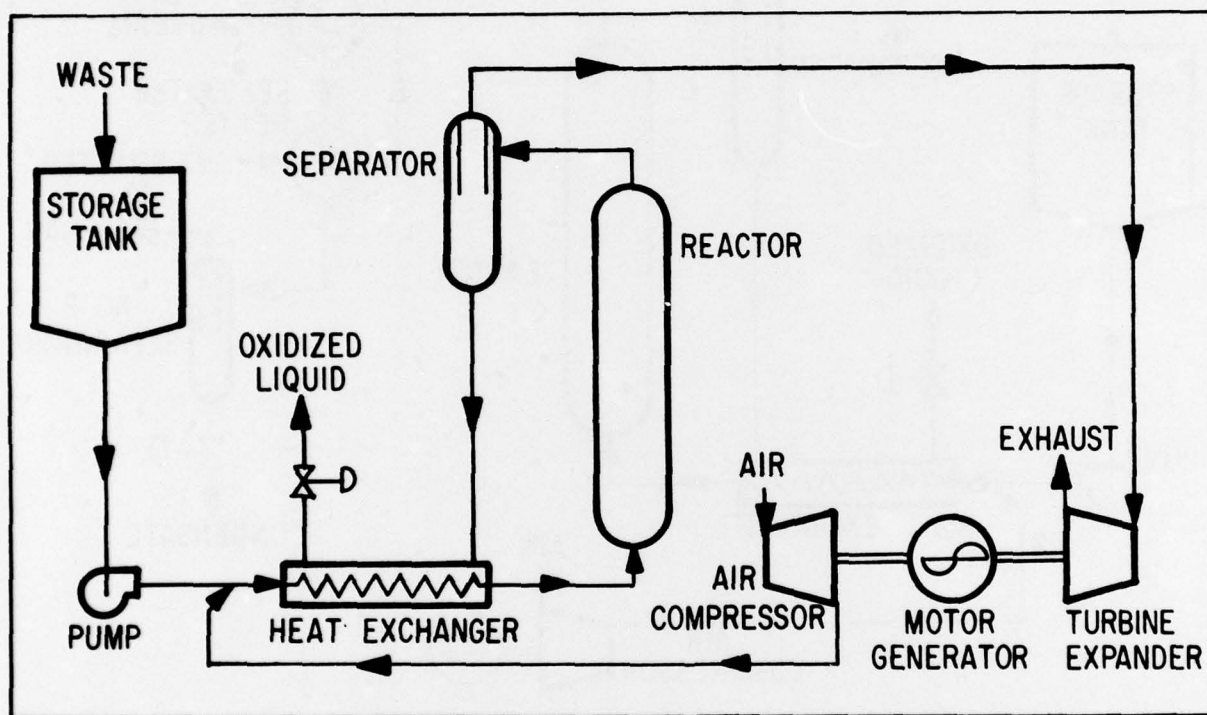 WASTE
STORAGE
TANK
SEPARATOR
REACTOR
OXIDIZED
LIQUID
EXHAUST
AIR
AIR
COMPRESSOR
PUMP
HEAT EXCHANGER
MOTOR
GENERATOR
TURBINE
EXPANDER